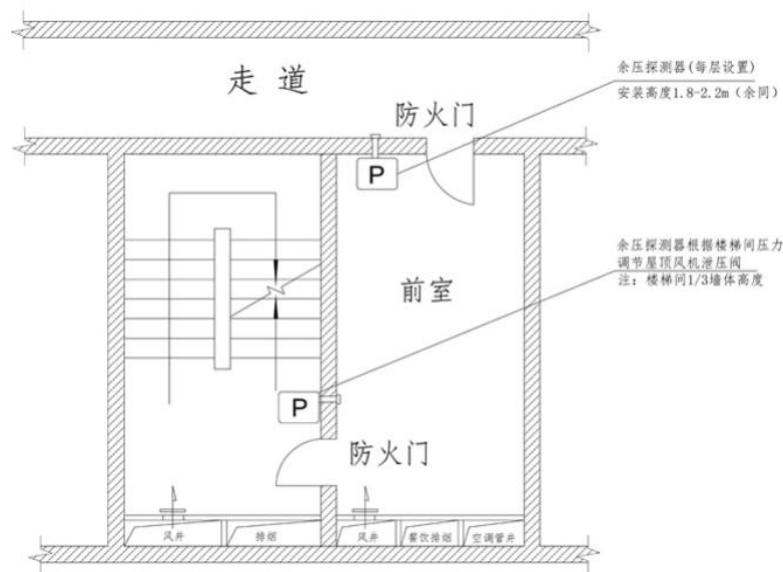 走 道
防火门
余压探测器(每层设置)
安装高度1.8-2.2m（余同）
P
余压探测器根据楼梯间压力
调节屋顶风机泄压阀
注：楼梯间1/3墙体高度
前室
P
防火门
风井
排烟
风井
餐饮排烟
空调管井